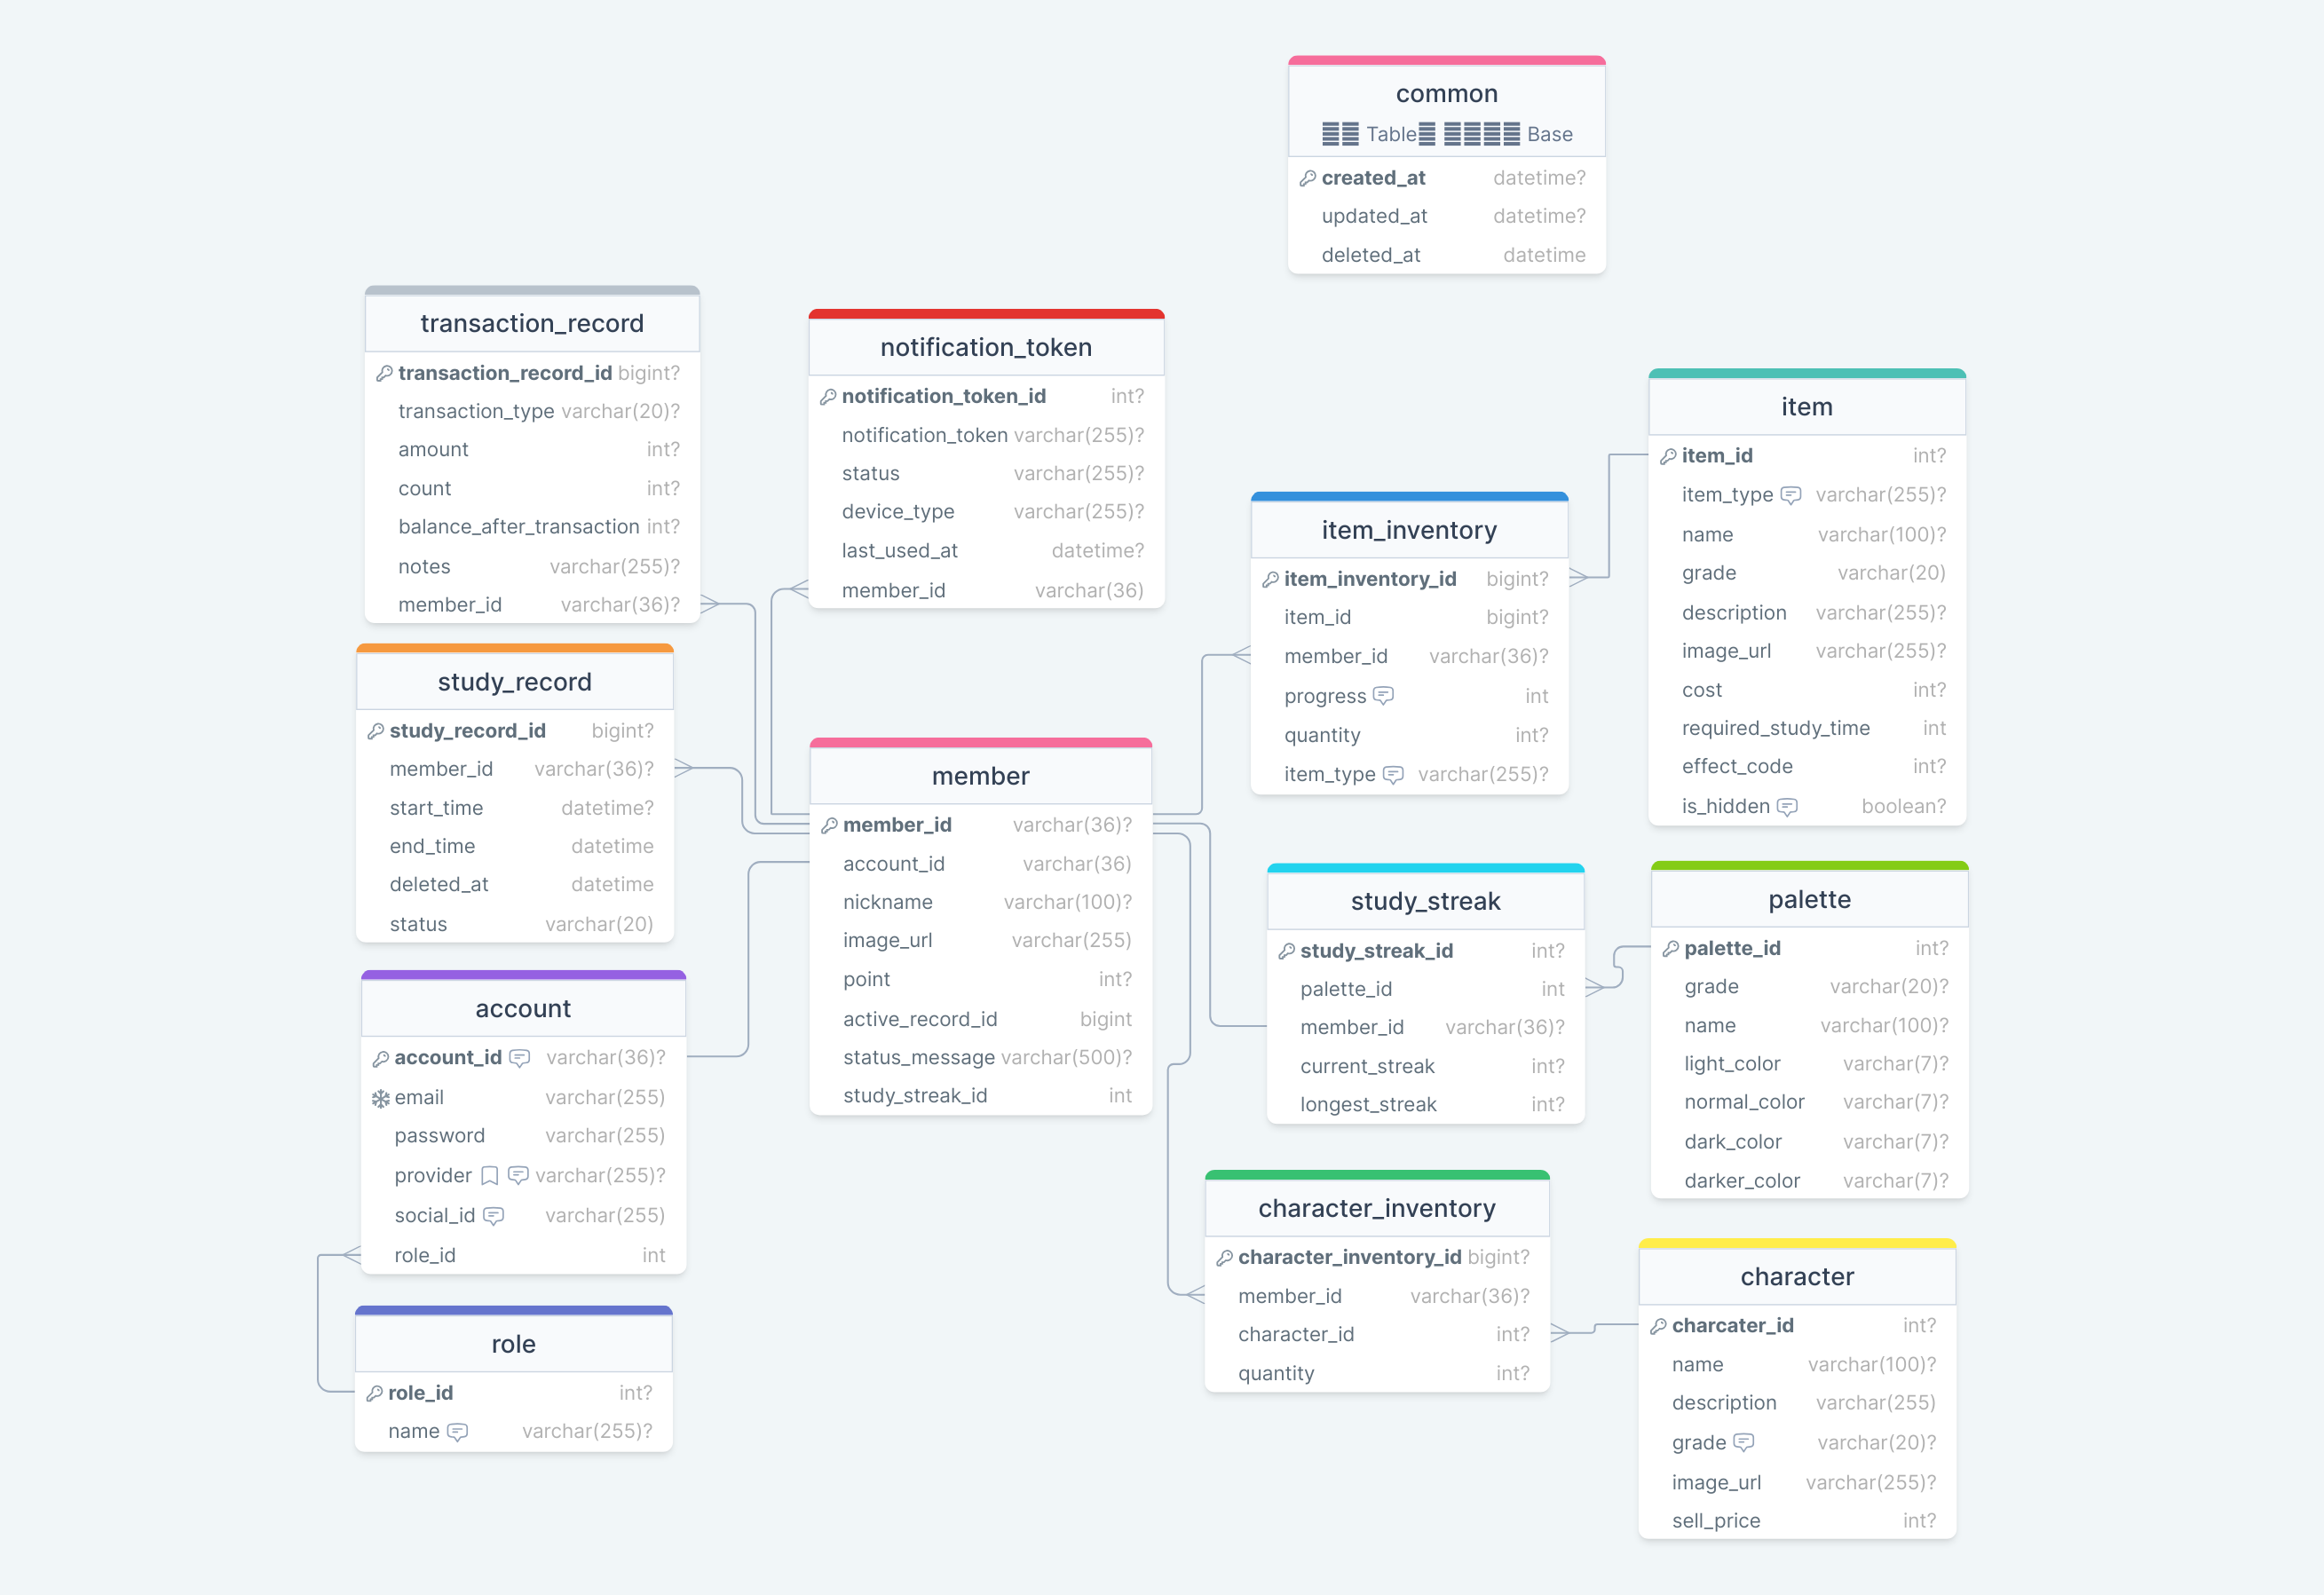 common
Table Base
created_at datetime?
updated_at datetime?
deleted_at datetime
transaction_record
transaction_record_id bigint?
transaction_type varchar(20)?
amount int?
count int?
balance_after_transaction int?
notes varchar(255)?
member_id varchar(36)?
notification_token
notification_token_id int?
notification_token varchar(255)?
status varchar(255)?
device_type varchar(255)?
last_used_at datetime?
member_id varchar(36)
item
item_id int?
item_type varchar(255)?
name varchar(100)?
grade varchar(20)
description varchar(255)?
image_url varchar(255)?
cost int?
required_study_time int
effect_code int?
is_hidden boolean?
item_inventory
item_inventory_id bigint?
item_id bigint?
member_id varchar(36)?
progress int
quantity int?
item_type varchar(255)?
study_record
study_record_id bigint?
member_id varchar(36)?
start_time datetime?
end_time datetime
deleted_at datetime
status varchar(20)
member
member_id varchar(36)?
account_id varchar(36)
nickname varchar(100)?
image_url varchar(255)
point int?
active_record_id bigint
status_message varchar(500)?
study_streak_id int
study_streak
study_streak_id int?
palette_id int
member_id varchar(36)?
current_streak int?
longest_streak int?
palette
palette_id int?
grade varchar(20)?
name varchar(100)?
light_color varchar(7)?
normal_color varchar(7)?
dark_color varchar(7)?
darker_color varchar(7)?
account
account_id varchar(36)?
email varchar(255)
password varchar(255)
provider varchar(255)?
social_id varchar(255)
role_id int
character_inventory
character_inventory_id bigint?
member_id varchar(36)?
character_id int?
quantity int?
character
charcater_id int?
name varchar(100)?
description varchar(255)
grade varchar(20)?
image_url varchar(255)?
sell_price int?
role
role_id int?
name varchar(255)?